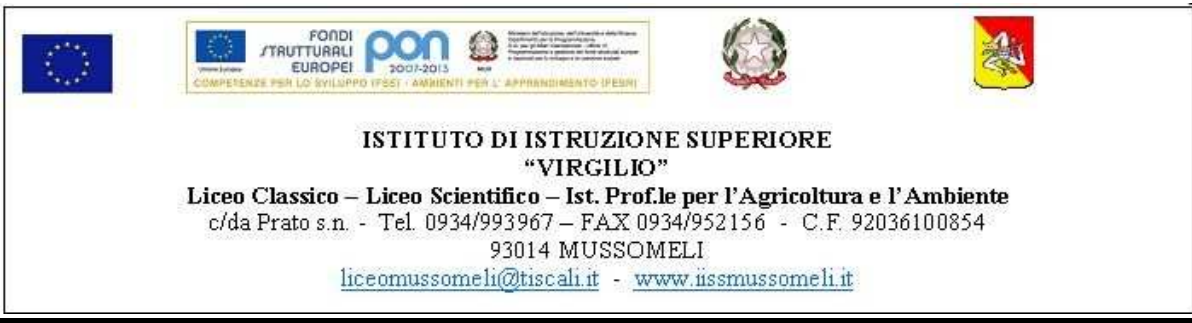 FONDI
STRUTTURALI
EUROPEI
pon
2007-2013
COMPETENZE PER LO SVILUPPO (FSE) - AMBIENTI PER L' APPRENDIMENTO (FESR)
ISTITUTO DI ISTRUZIONE SUPERIORE
“VIRGILIO”
Liceo Classico – Liceo Scientifico – Ist. Prof.le per l’Agricoltura e l’Ambiente
c/da Prato s.n. - Tel. 0934/993967 – FAX 0934/952156 - C.F. 92036100854
93014 MUSSOMELI
liceomussomeli@tiscali.it - www.iissmussomeli.it